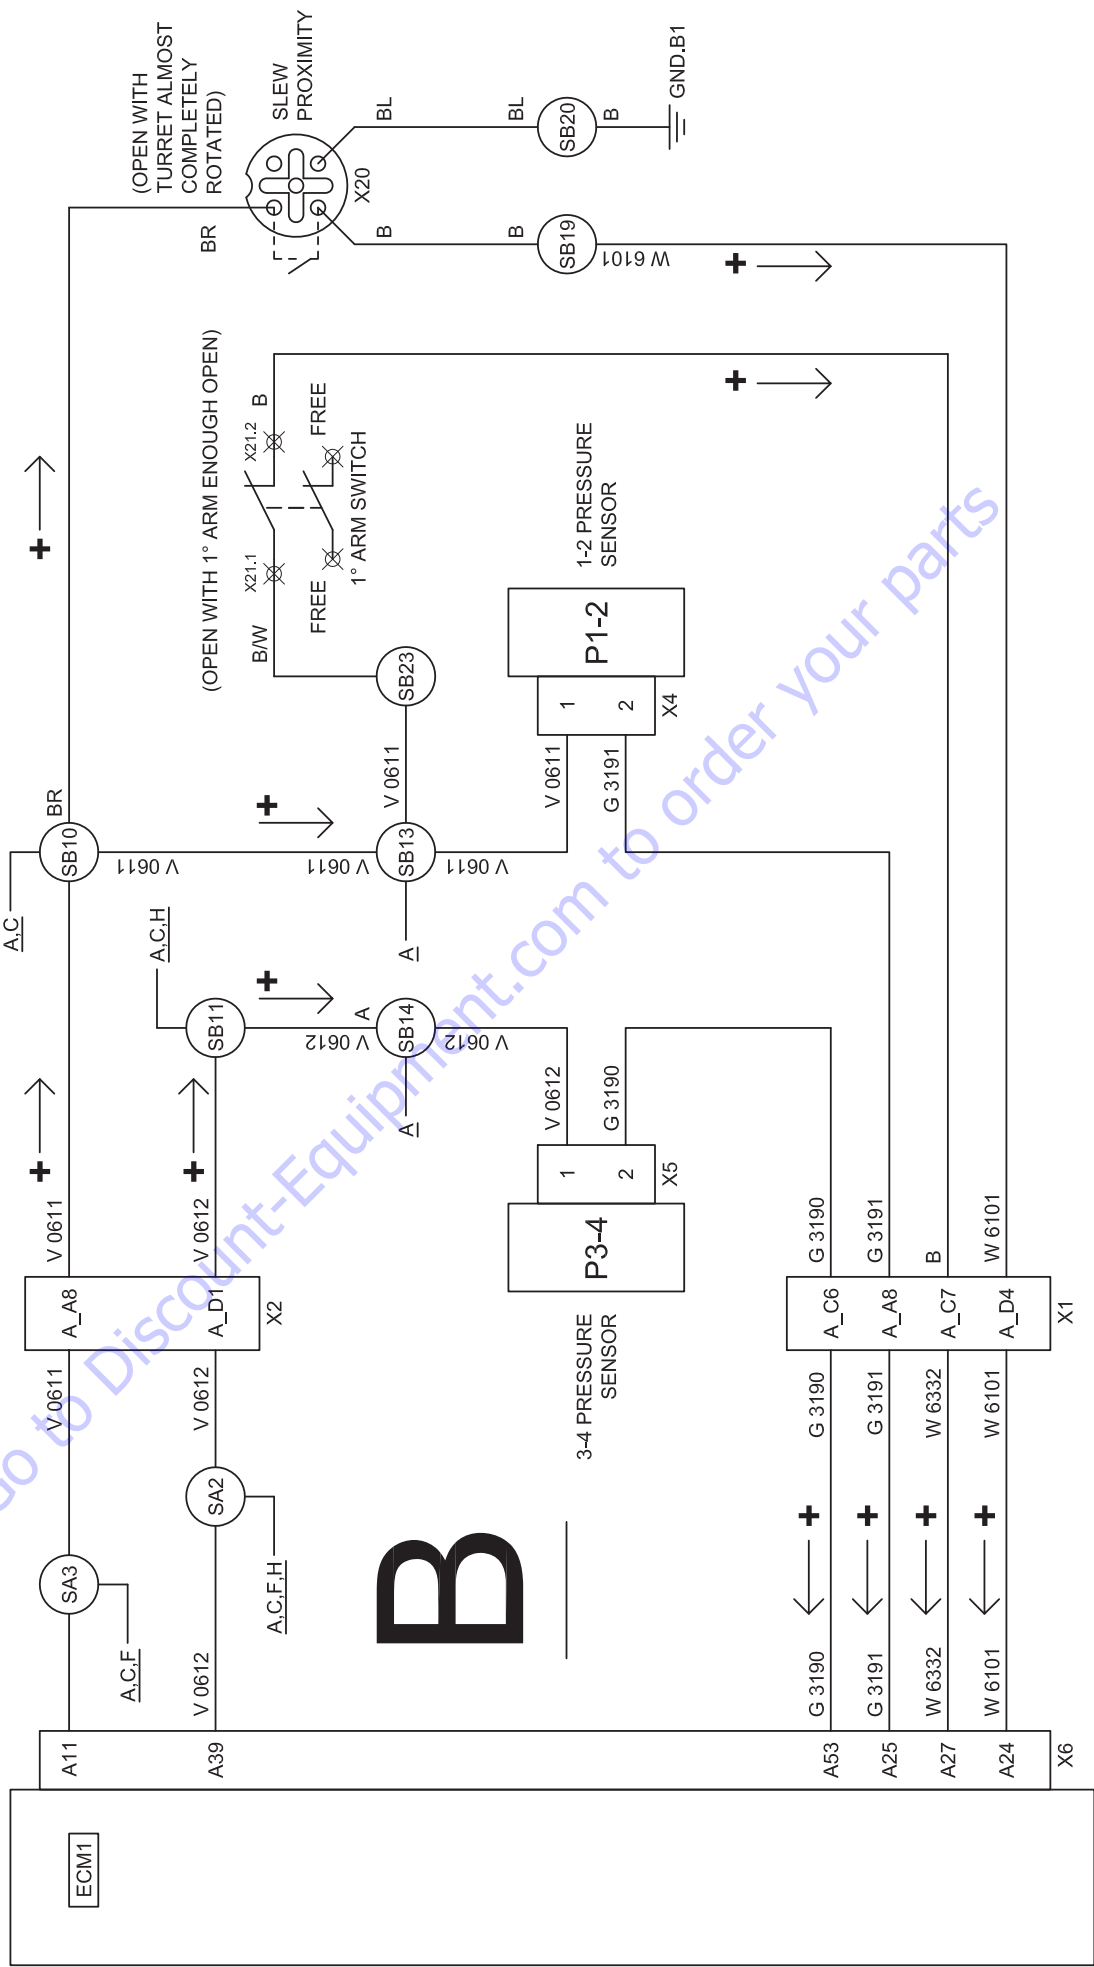 (OPEN WITH
TURRET ALMOST
COMPLETELY
ROTATED)
SLEW
PROXIMITY
BR
X20
BL
BL
SB20
B
GND.B1
B
B
SB19
W 6101
+
+
(OPEN WITH 1° ARM ENOUGH OPEN)
B/W
X21.1
X21.2
B
FREE
FREE
1° ARM SWITCH
+
SB23
V 0611
1-2 PRESSURE
SENSOR
P1-2
1
2
X4
V 0611
G 3191
A,C
SB10
BR
V 0611
+
V 0611
SB13
V 0611
A
A,C,H
SB11
+
V 0612
A
SB14
V 0612
A
V 0612
G 3190
1
2
X5
P3-4
3-4 PRESSURE
SENSOR
+
V 0611
+
V 0612
A_A8
A_D1
X2
V 0611
V 0612
SA3
A,C,F
SA2
A,C,F,H
V 0612
B
G 3190
G 3191
B
W 6101
A_C6
A_A8
A_C7
A_D4
X1
G 3190
G 3191
W 6332
W 6101
+
+
+
+
G 3190
G 3191
W 6332
W 6101
A11
A39
A53
A25
A27
A24
X6
ECM1
Go to Discount-Equipment.com to order your parts